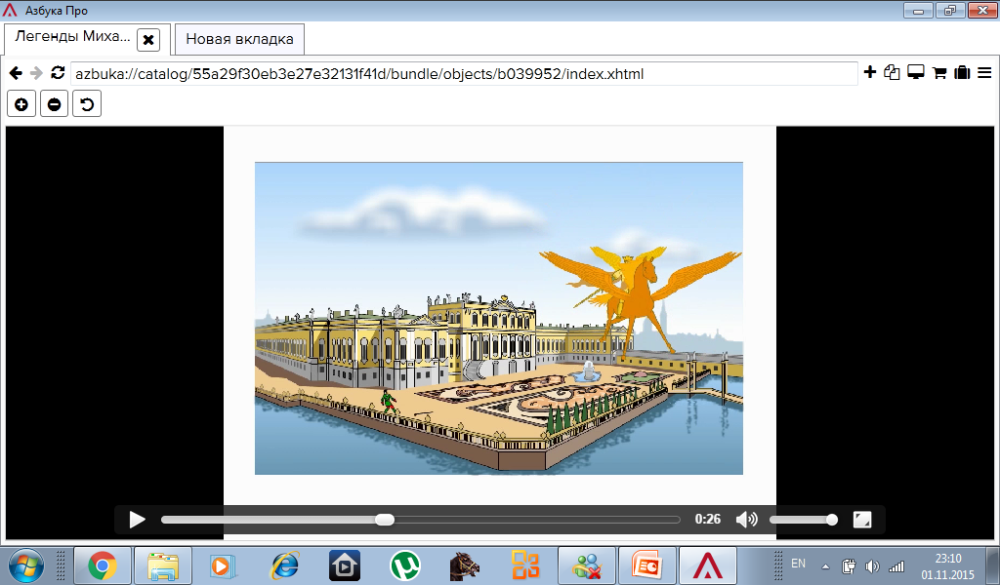 Азбука Про
Легенды Миха...
Новая вкладка
azbuka://catalog/55a29f30eb3e27e32131f41d/bundle/objects/b039952/index.xhtml
0:26
EN
23:10
01.11.2015